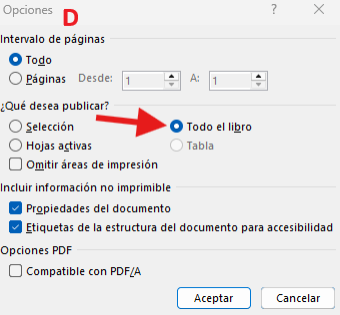 Opciones D ? ×
Intervalo de páginas
Todo
Páginas Desde: 1 A: 1
¿Qué desea publicar?
Selección Todo el libro
Hojas activas Tabla
Omitir áreas de impresión
Incluir información no imprimible
Propiedades del documento
Etiquetas de la estructura del documento para accesibilidad
Opciones PDF
Compatible con PDF/A
Aceptar Cancelar